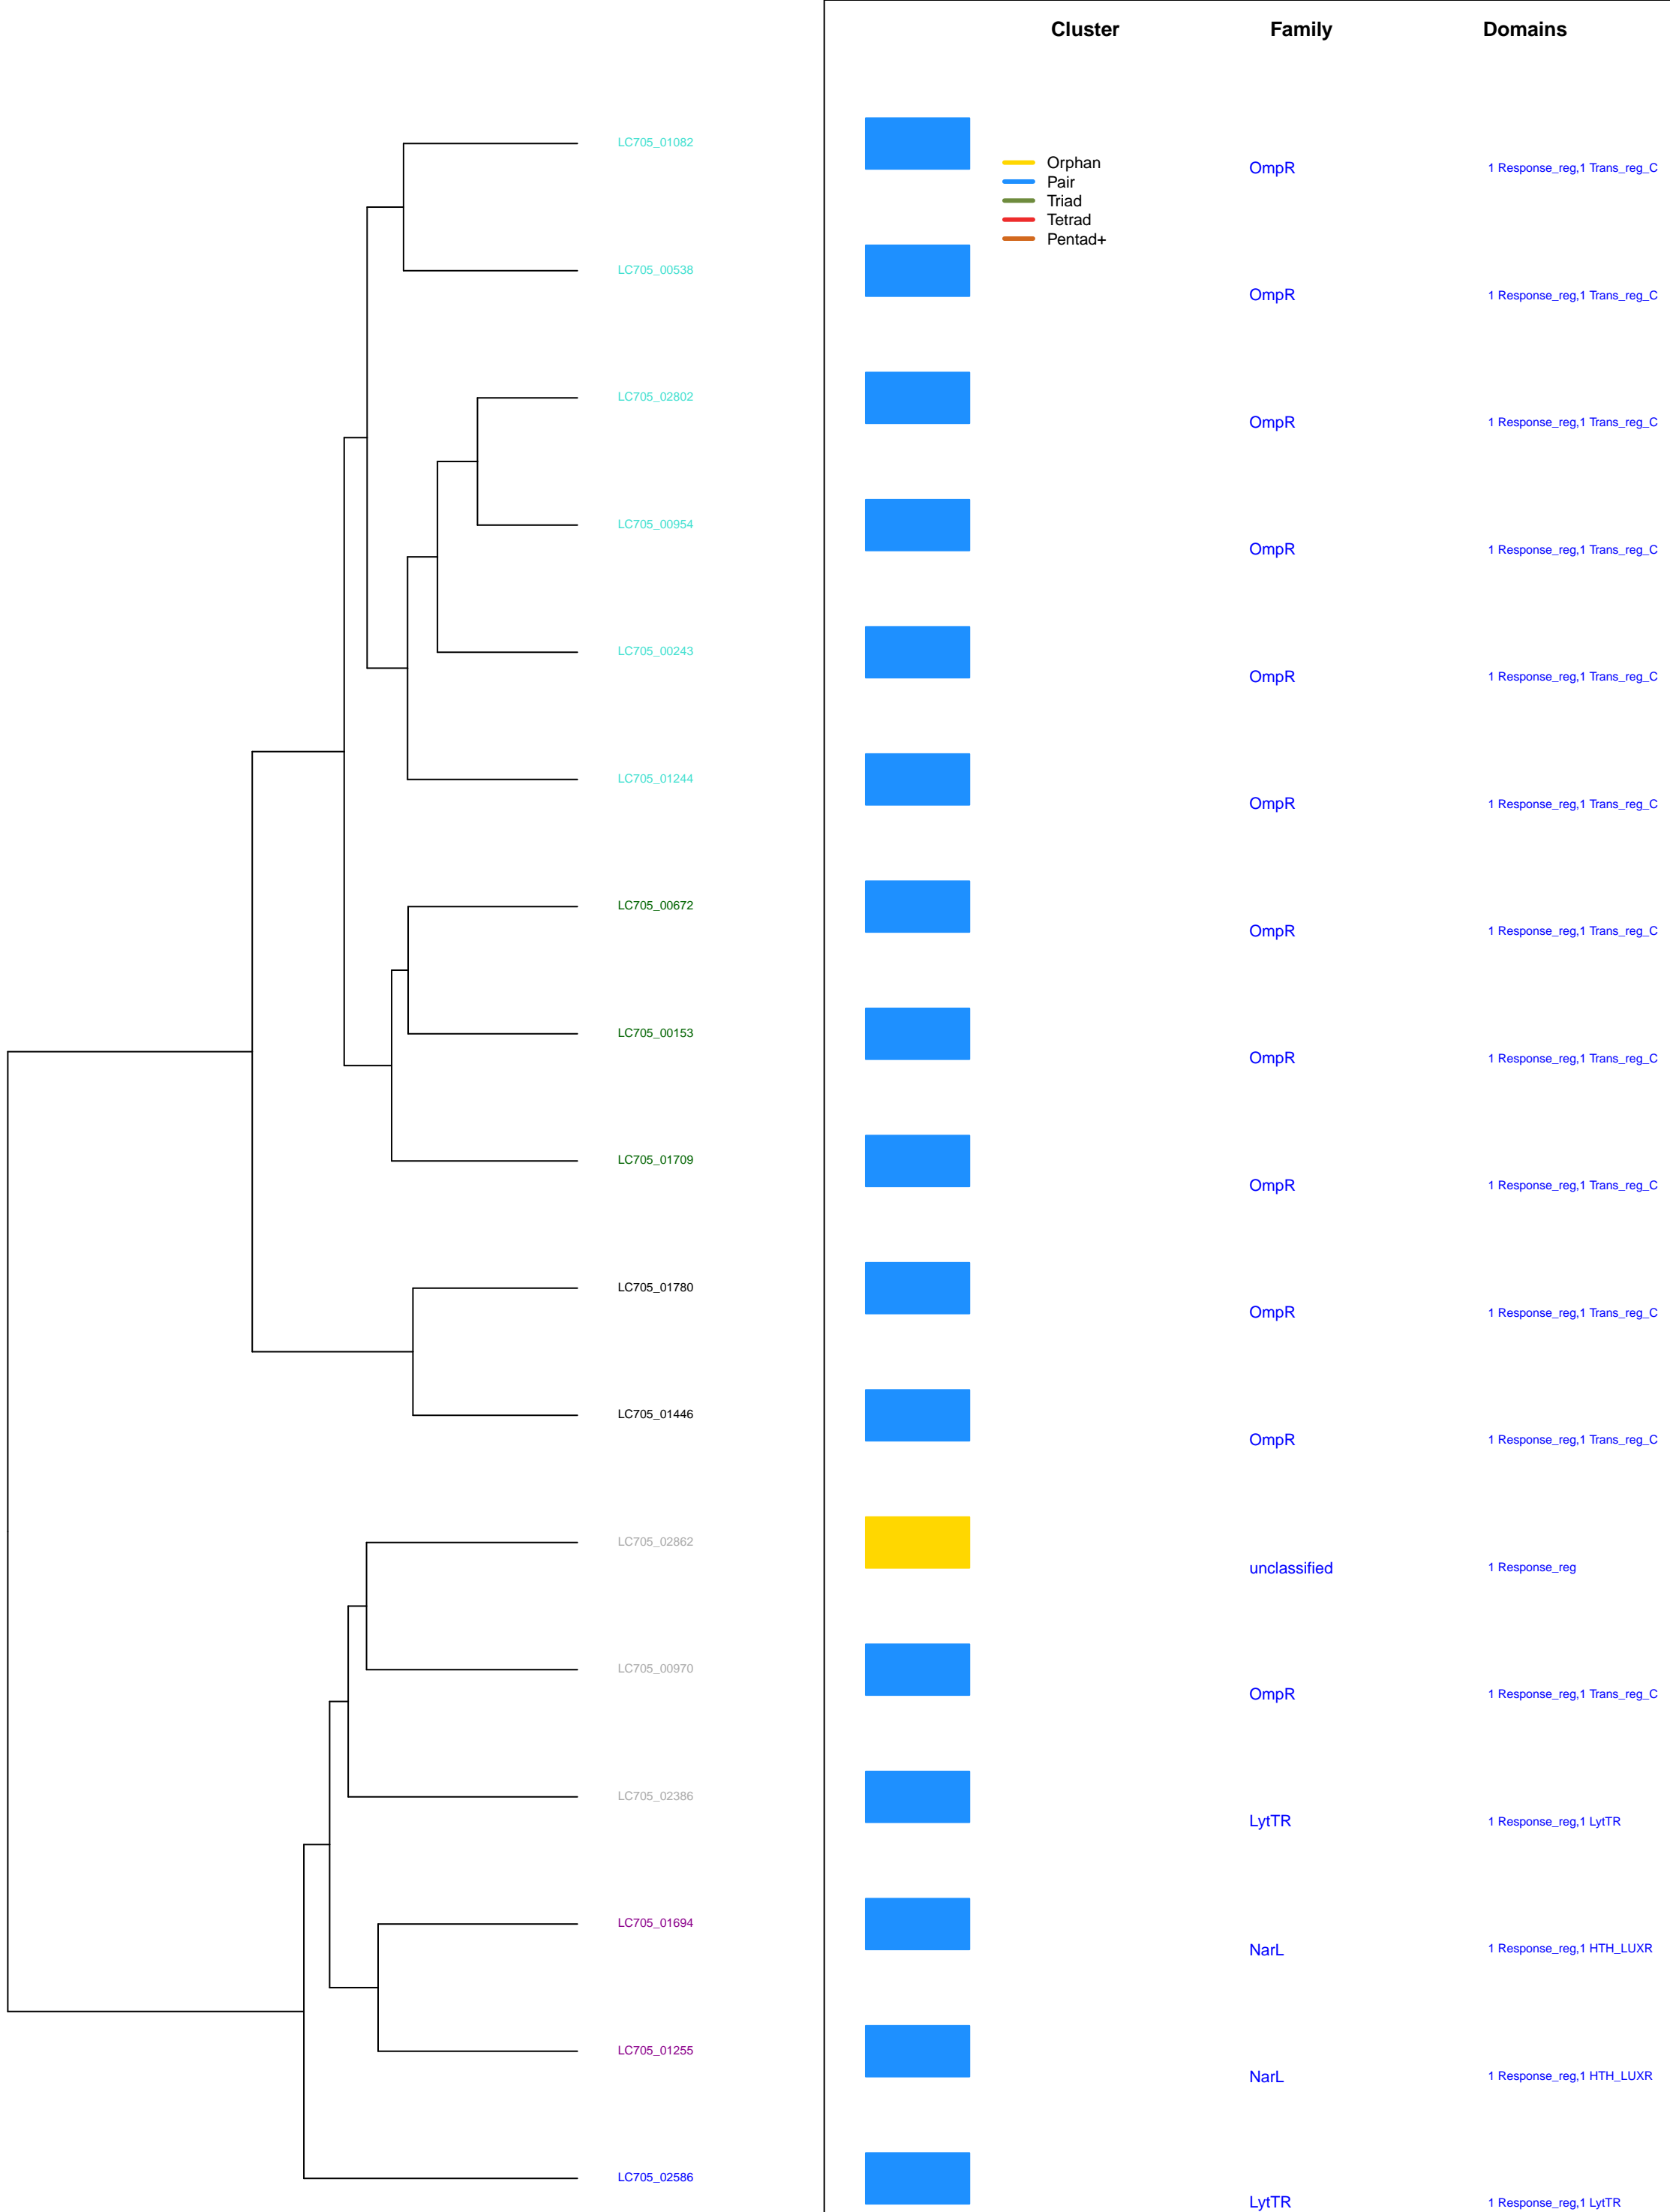 Cluster Family Domains
LC705_01082
Orphan
Pair
Triad
Tetrad
Pentad+
OmpR 1 Response_reg,1 Trans_reg_C
LC705_00538
OmpR 1 Response_reg,1 Trans_reg_C
LC705_02802
OmpR 1 Response_reg,1 Trans_reg_C
LC705_00954
OmpR 1 Response_reg,1 Trans_reg_C
LC705_00243
OmpR 1 Response_reg,1 Trans_reg_C
LC705_01244
OmpR 1 Response_reg,1 Trans_reg_C
LC705_00672
OmpR 1 Response_reg,1 Trans_reg_C
LC705_00153
OmpR 1 Response_reg,1 Trans_reg_C
LC705_01709
OmpR 1 Response_reg,1 Trans_reg_C
LC705_01780
OmpR 1 Response_reg,1 Trans_reg_C
LC705_01446
OmpR 1 Response_reg,1 Trans_reg_C
LC705_02862
unclassified 1 Response_reg
LC705_00970
OmpR 1 Response_reg,1 Trans_reg_C
LC705_02386
LytTR 1 Response_reg,1 LytTR
LC705_01694
NarL 1 Response_reg,1 HTH_LUXR
LC705_01255
NarL 1 Response_reg,1 HTH_LUXR
LC705_02586
LytTR 1 Response_reg,1 LytTR